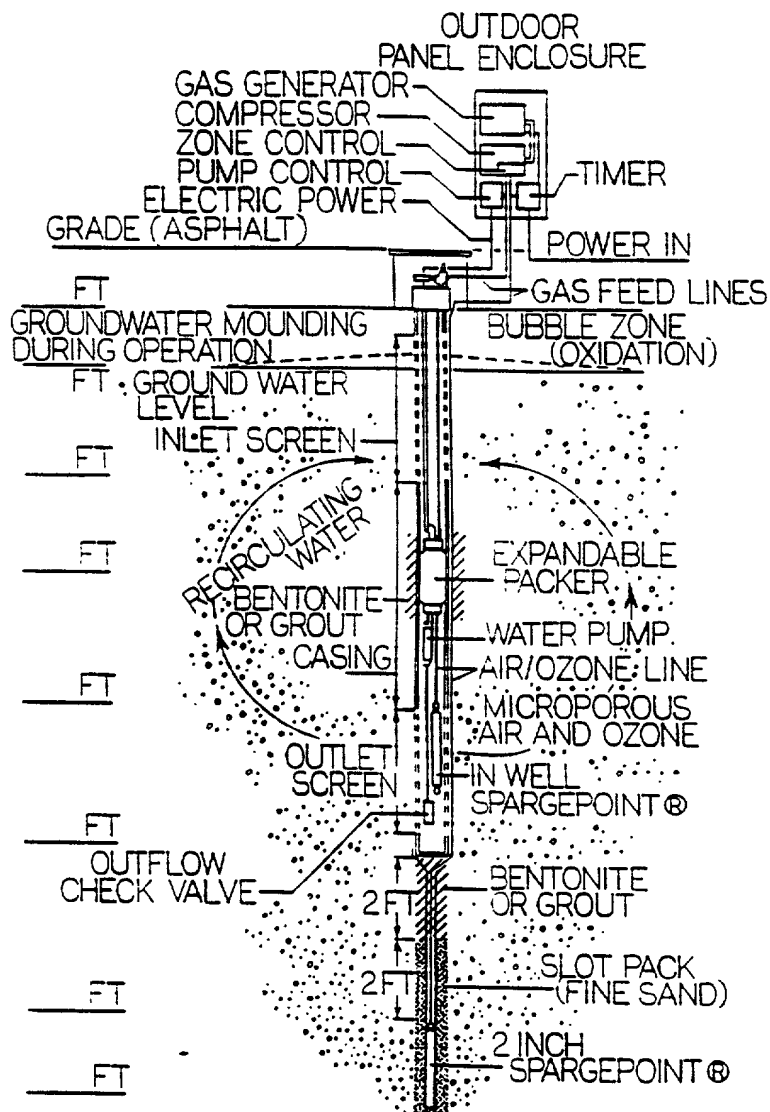 OUTDOOR
PANEL ENCLOSURE
GAS GENERATOR
COMPRESSOR
ZONE CONTROL
PUMP CONTROL
TIMER
ELECTRIC POWER
GRADE (ASPHALT)
POWER IN
FT
GAS FEED LINES
GROUNDWATER MOUNDING
DURING OPERATION
BUBBLE ZONE
(OXIDATION)
FT
GROUND WATER
LEVEL
INLET SCREEN
FT
RECIRCULATING
WATER
FT
EXPANDABLE
PACKER
BENTONITE
OR GROUT
WATER PUMP.
CASING
AIR/OZONE LINE
FT
MICROPOROUS
AIR AND OZONE
OUTLET
SCREEN
IN WELL
SPARGEPOINT®
FT
OUTFLOW
CHECK VALVE
2 FT
BENTONITE
OR GROUT
2 FT
SLOT PACK
(FINE SAND)
FT
2 INCH
SPARGEPOINT®
FT